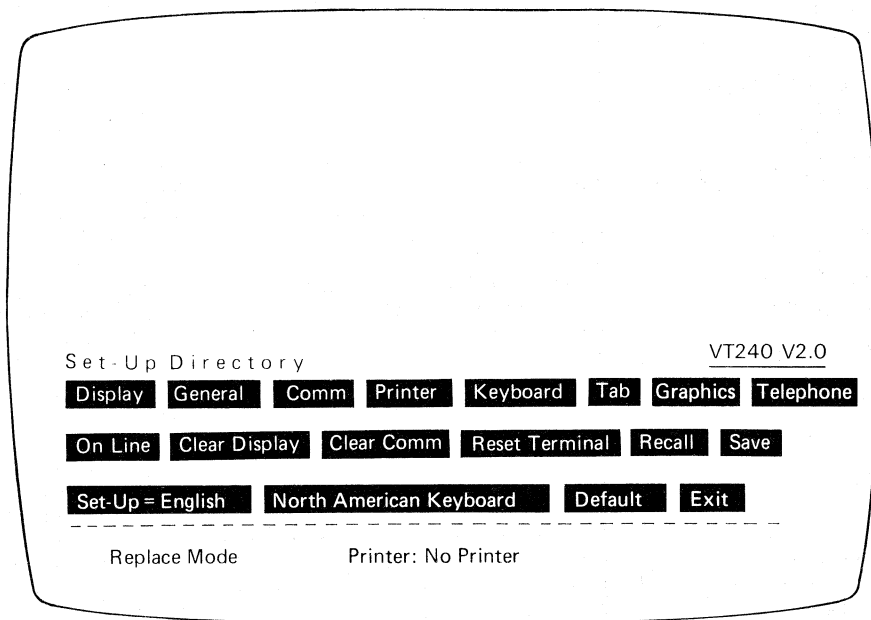 Set-Up Directory VT240 V2.0
Display General Comm Printer Keyboard Tab Graphics Telephone
On Line Clear Display Clear Comm Reset Terminal Recall Save
Set-Up = English North American Keyboard Default Exit
Replace Mode Printer: No Printer